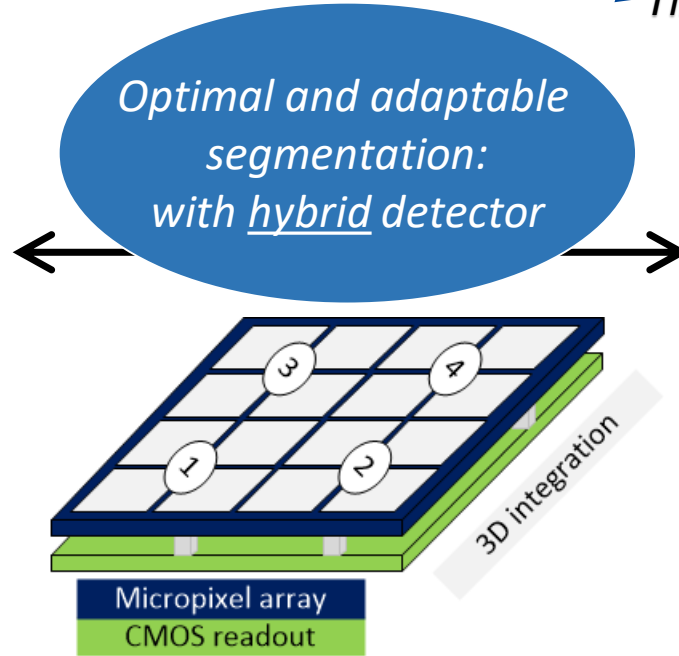 Optimal and adaptable
segmentation:
with hybrid detector
3
4
1
2
3D integration
Micropixel array
CMOS readout